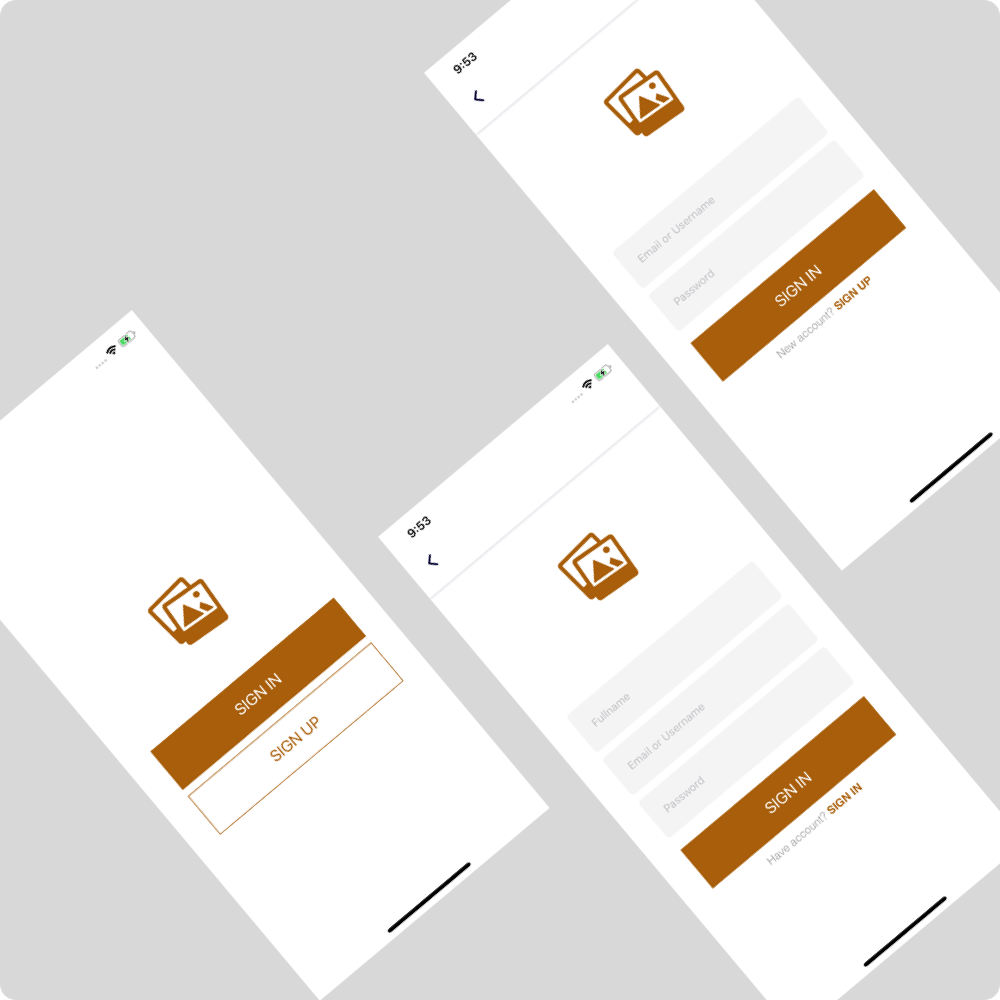 9:53
Email or Username
Password
SIGN IN
New account? SIGN UP
SIGN IN
SIGN UP
9:53
Fullname
Email or Username
Password
SIGN IN
Have account? SIGN IN